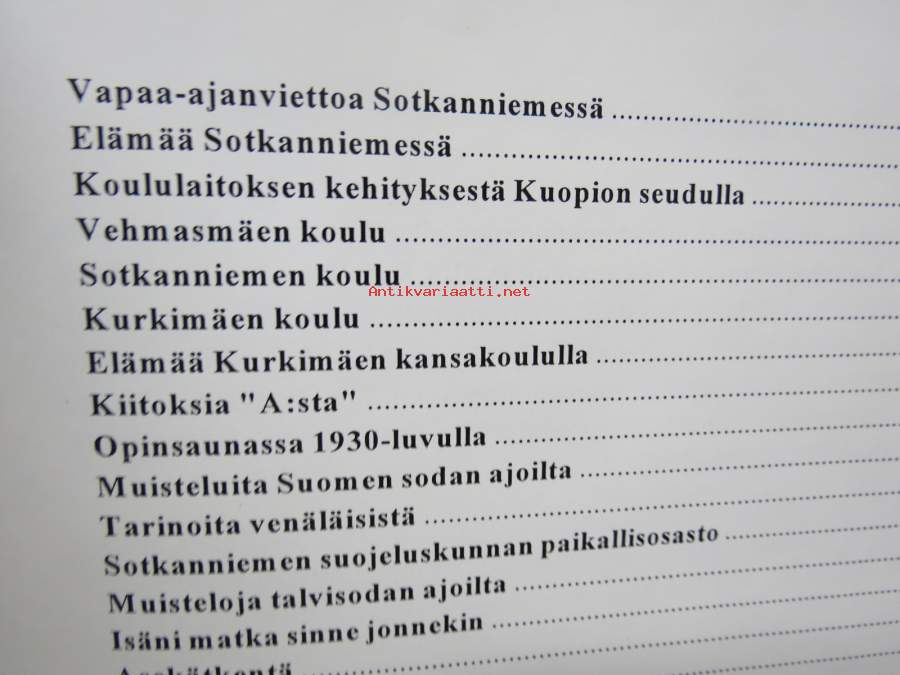 Vapaa-ajanviettoa Sotkanniemessä
Elämää Sotkanniemessä
Koululaitoksen kehityksestä Kuopion seudulla
Vehmasmäen koulu
Sotkanniemen koulu
Antikvariaatti.net
Kurkimäen koulu
Elämää Kurkimäen kansakoululla
Kiitoksia "A:sta"
Opinsaunassa 1930-luvulla
Muisteluita Suomen sodan ajoilta
Tarinoita venäläisistä
Sotkanniemen suojeluskunnan paikallisosasto
Muisteloja talvisodan ajoilta
Isäni matka sinne jonnekin